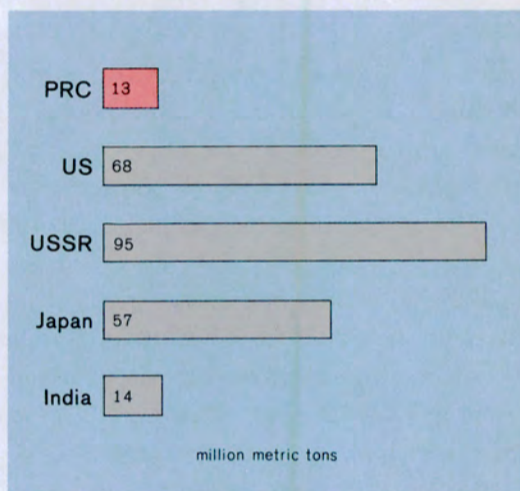 PRC 13
US 68
USSR 95
Japan 57
India 14
million metric tons